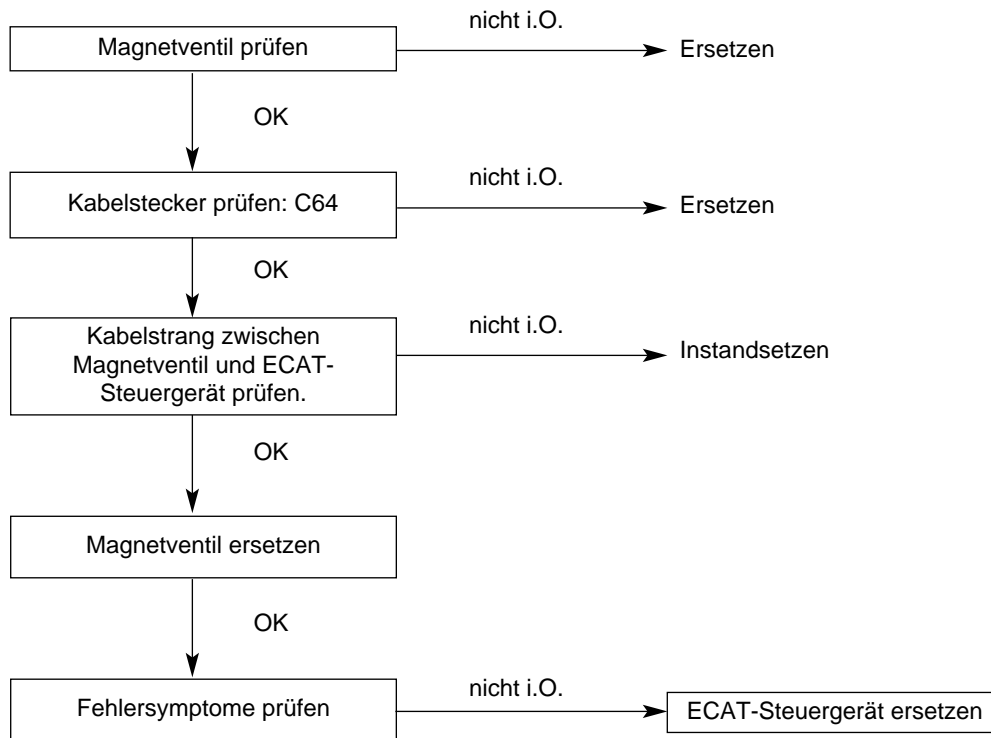 nicht i.O.
Magnetventil prüfen
Ersetzen
OK
nicht i.O.
Kabelstecker prüfen: C64
Ersetzen
OK
Kabelstrang zwischen
Magnetventil und ECAT-
Steuergerät prüfen.
nicht i.O.
Instandsetzen
OK
Magnetventil ersetzen
OK
nicht i.O.
Fehlersymptome prüfen
ECAT-Steuergerät ersetzen